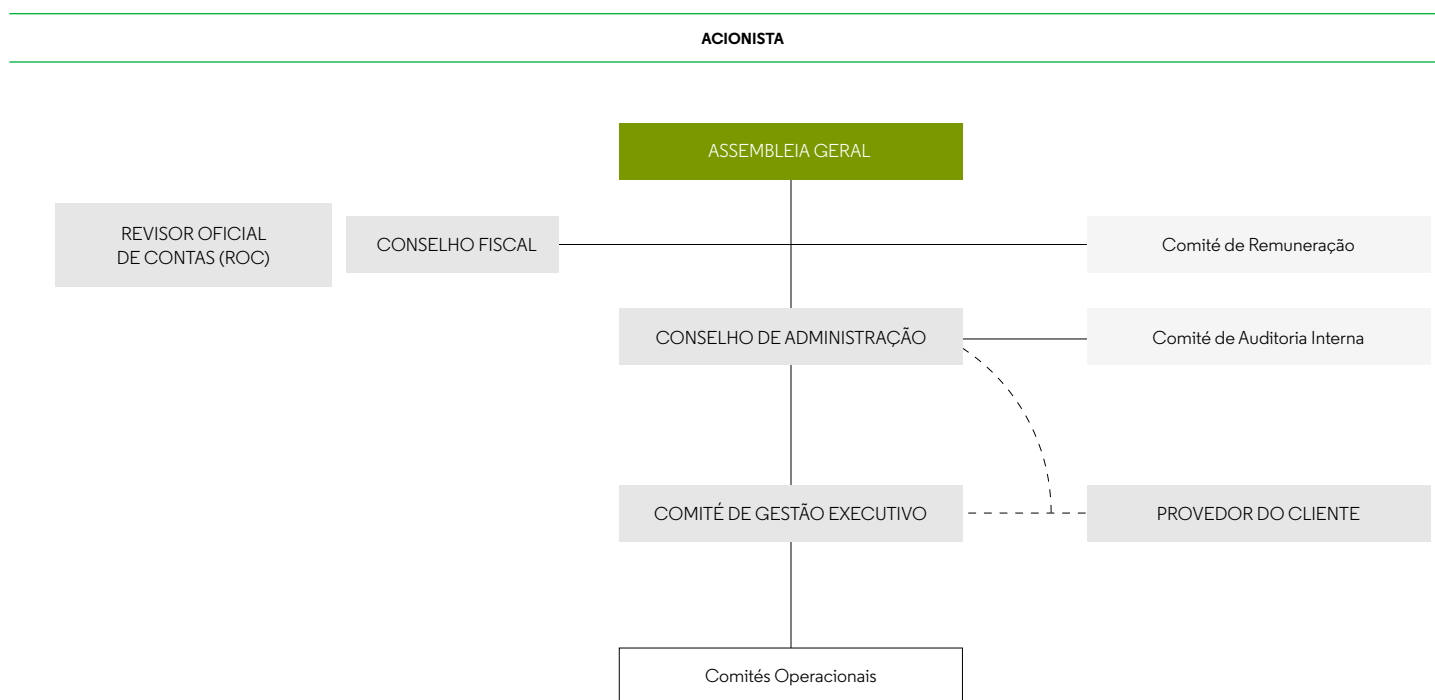 ACIONISTA
ASSEMBLEIA GERAL
REVISOR OFICIAL
DE CONTAS (ROC)
CONSELHO FISCAL
Comité de Remuneração
CONSELHO DE ADMINISTRAÇÃO
Comité de Auditoria Interna
COMITÉ DE GESTÃO EXECUTIVO
PROVEDOR DO CLIENTE
Comités Operacionais